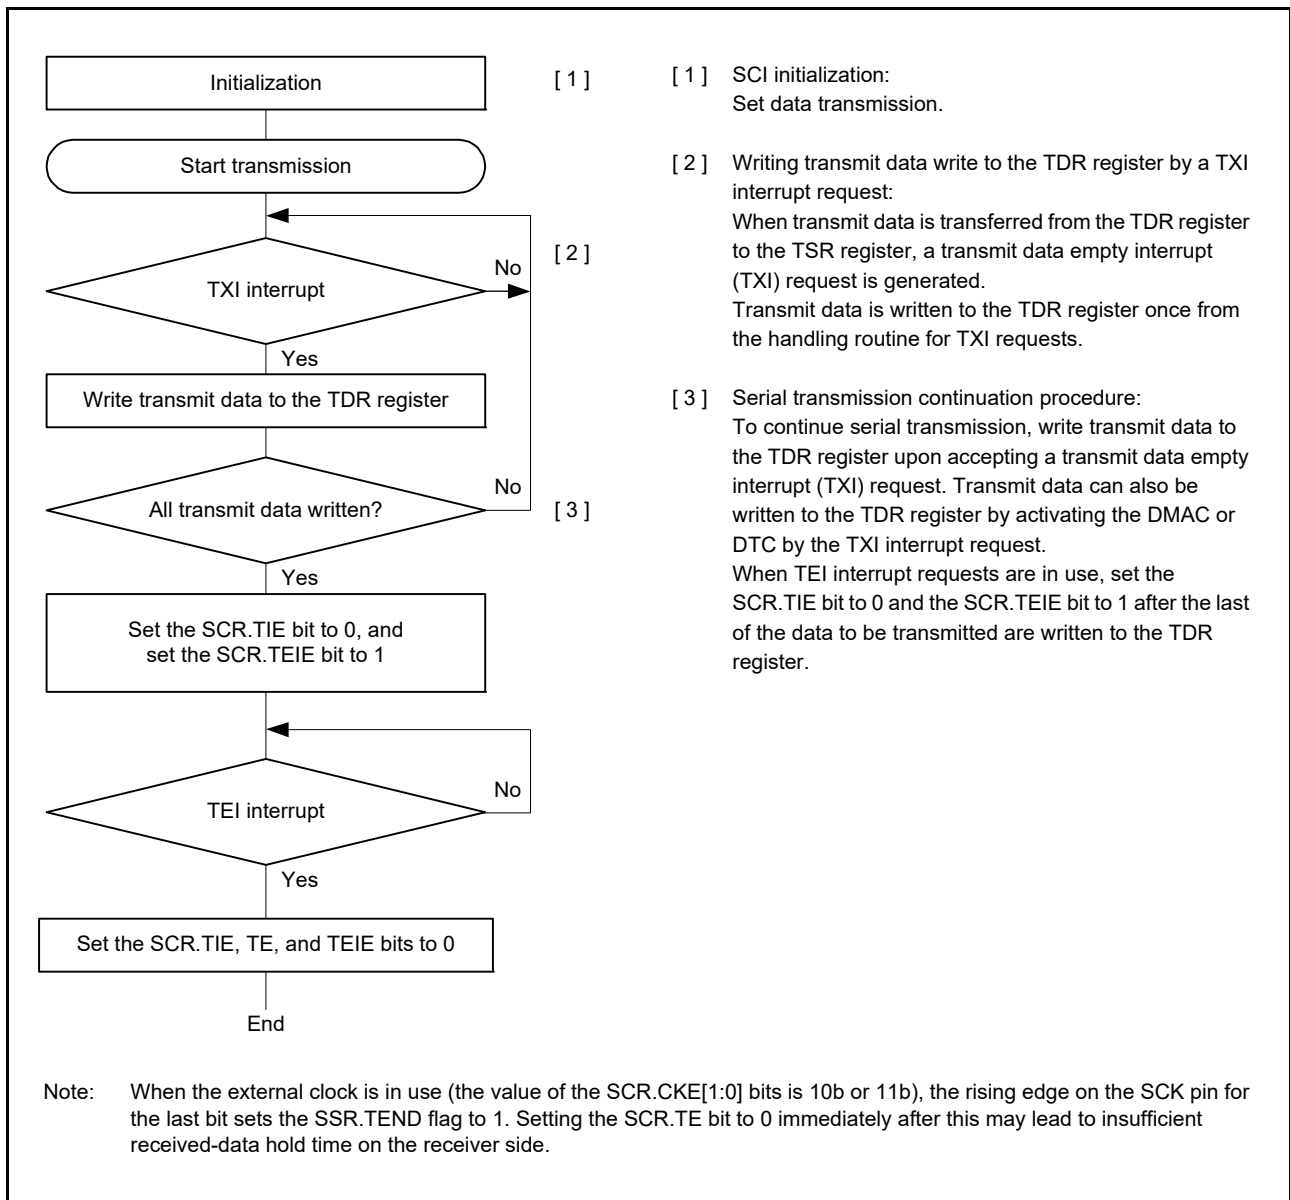 Initialization
[ 1 ]
Start transmission
[ 2 ]
TXI interrupt
No
Yes
Write transmit data to the TDR register
All transmit data written?
No
[ 3 ]
Yes
Set the SCR.TIE bit to 0, and
set the SCR.TEIE bit to 1
TEI interrupt
No
Yes
Set the SCR.TIE, TE, and TEIE bits to 0
End
[ 1 ] SCI initialization:
Set data transmission.
[ 2 ] Writing transmit data write to the TDR register by a TXI
interrupt request:
When transmit data is transferred from the TDR register
to the TSR register, a transmit data empty interrupt
(TXI) request is generated.
Transmit data is written to the TDR register once from
the handling routine for TXI requests.
[ 3 ] Serial transmission continuation procedure:
To continue serial transmission, write transmit data to
the TDR register upon accepting a transmit data empty
interrupt (TXI) request. Transmit data can also be
written to the TDR register by activating the DMAC or
DTC by the TXI interrupt request.
When TEI interrupt requests are in use, set the
SCR.TIE bit to 0 and the SCR.TEIE bit to 1 after the last
of the data to be transmitted are written to the TDR
register.
Note: When the external clock is in use (the value of the SCR.CKE[1:0] bits is 10b or 11b), the rising edge on the SCK pin for
the last bit sets the SSR.TEND flag to 1. Setting the SCR.TE bit to 0 immediately after this may lead to insufficient
received-data hold time on the receiver side.